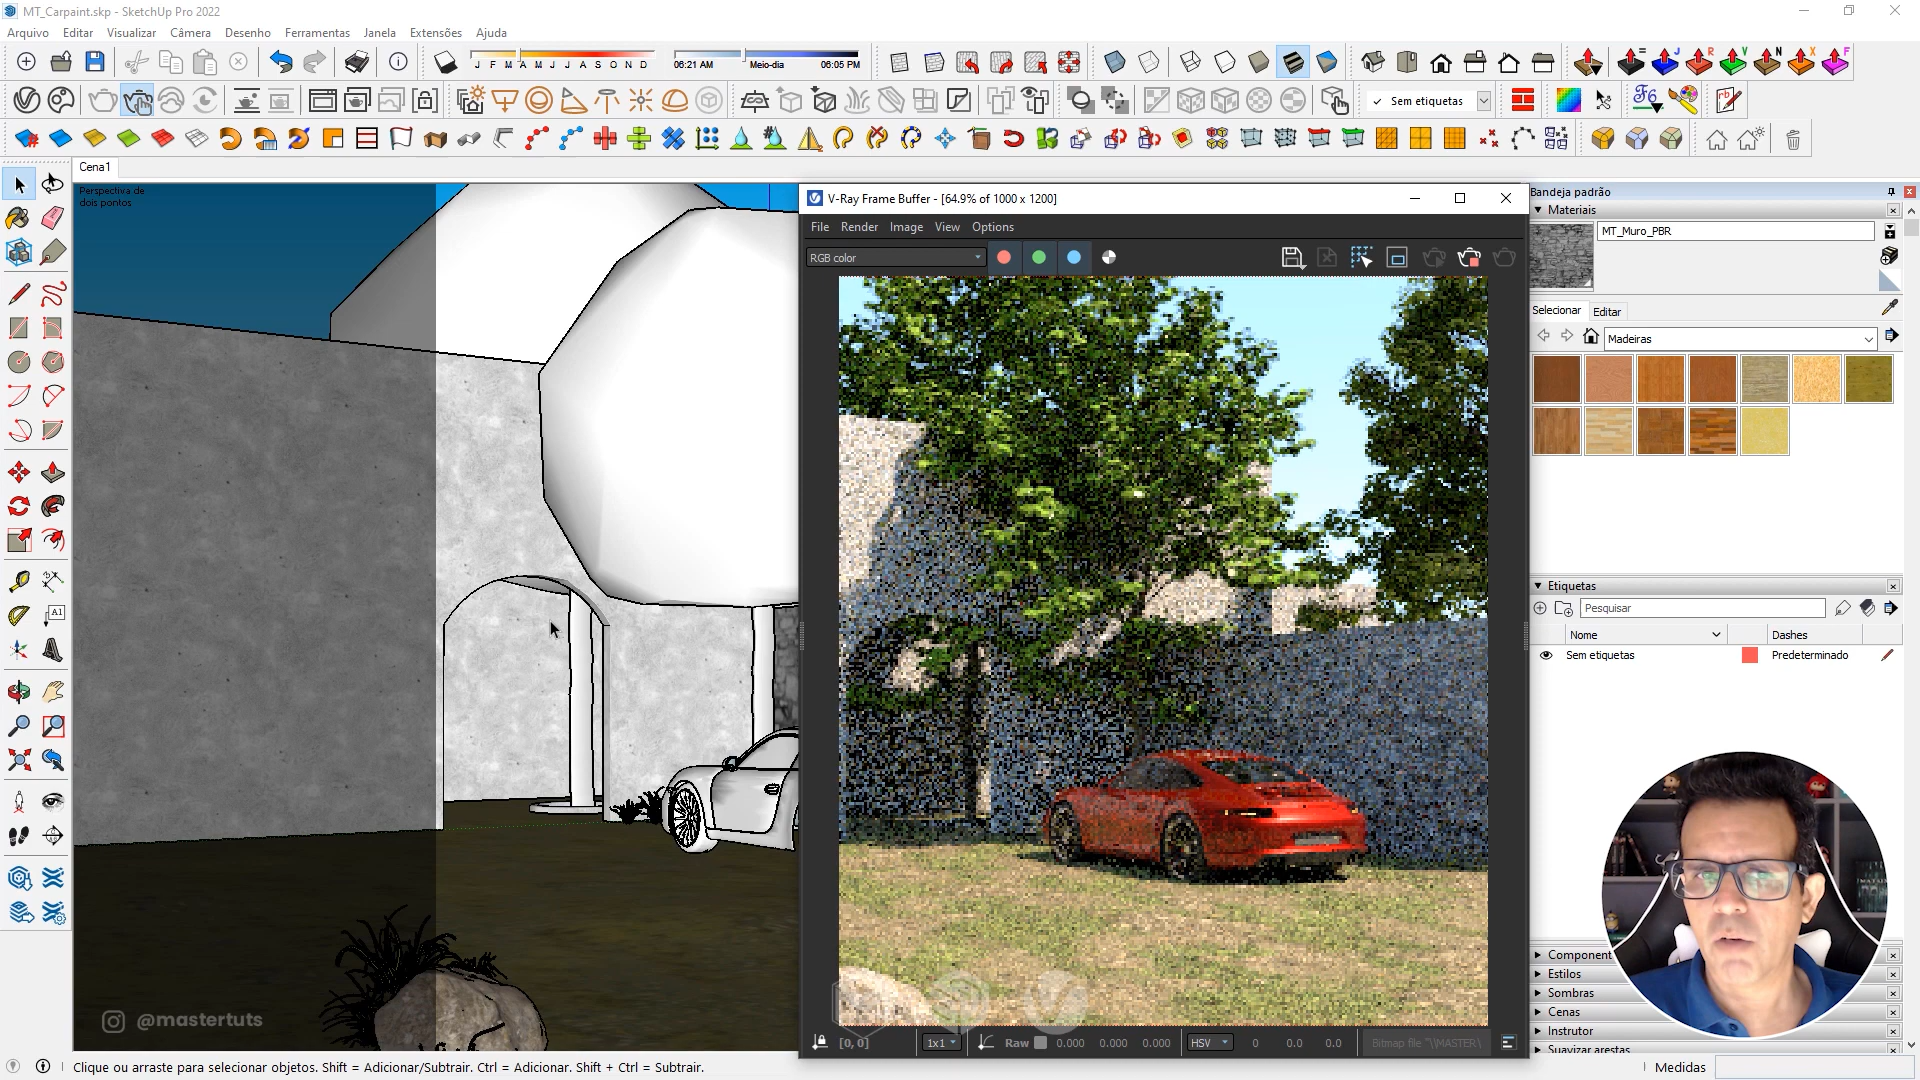 MT_Carpaint.skp - SketchUp Pro 2022
Arquivo Editar Visualizar Câmera Desenho Ferramentas Janela Extensões Ajuda
J F M A M J J A S O N D
06:21 AM Meio-dia 06:05 PM
Sem etiquetas
Cena1
Perspectiva de
dois pontos
V-Ray Frame Buffer - [64.9% of 1000 x 1200]
File Render Image View Options
RGB color
[0, 0] 1x1 Raw 0.000 0.000 0.000 HSV 0 0.0 0.0 Bitmap file "\\MASTER\
Bandeja padrão
Materiais
MT_Muro_PBR
Selecionar Editar
Madeiras
Etiquetas
Pesquisar
Nome Dashes
Sem etiquetas Predeterminado
Component
Estilos
Sombras
Cenas
Instrutor
Suavizar arestas
@mastertuts
Clique ou arraste para selecionar objetos. Shift = Adicionar/Subtrair. Ctrl = Adicionar. Shift + Ctrl = Subtrair.
Medidas